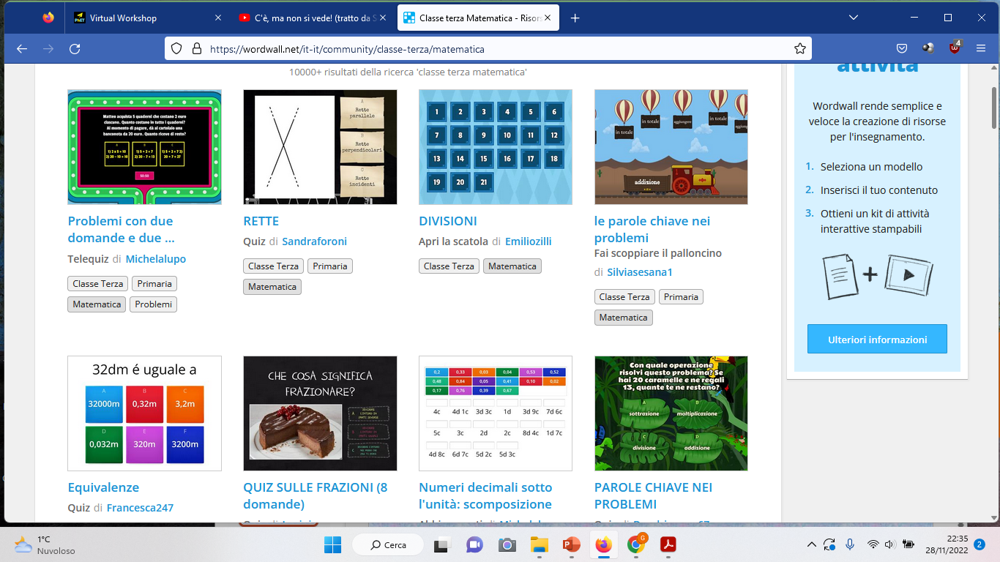 Virtual Workshop
C'è, ma non si vede! (tratto da S
Classe terza Matematica - Risors
https://wordwall.net/it-it/community/classe-terza/matematica
4
10000+ risultati della ricerca 'classe terza matematica'
Matteo acquista 5 quaderni che costano 2 euro
ciascuno. Quanto costano in tutto i quaderni?
Al momento di pagare, dà al cartolaio una
banconota da 20 euro. Quanto riceve di resto?
A
1) 2 x 5 = 10
2) 20 - 10 = 10
B
1) 5 + 2 = 7
2) 20 - 7 = 13
C
1) 5 + 2 = 7 2)
20 + 7 = 27
50:50
Problemi con due
domande e due ...
Telequiz di Michelalupo
Classe Terza Primaria
Matematica Problemi
A
Rette
parallele
B
Rette
perpendicolari
C
Rette
incidenti
RETTE
Quiz di Sandraforoni
Classe Terza Primaria
Matematica
1 2 3 4 5 6
7 8 9 10 11 12
13 14 15 16 17 18
19 20 21
DIVISIONI
Apri la scatola di Emiliozilli
Classe Terza Matematica
in totale
aggiungere
in totale
aggiung
in totale
addizione
le parole chiave nei
problemi
Fai scoppiare il palloncino
di Silviasesana1
Classe Terza Primaria
Matematica
32dm é uguale a
A B C
32000m 0,32m 3,2m
D E F
0,032m 320m 3200m
Equivalenze
Quiz di Francesca247
CHE COSA SIGNIFICA
FRAZIONARE?
A
B
C
QUIZ SULLE FRAZIONI (8
domande)
0,2 0,33 0,03 0,04 0,53 0,52
0,48 0,84 0,05 0,41 0,10 0,02
0,17 0,76 0,39 0,67
4c 4d 1c 3d 3c 1d 3d 9c 7d 6c
5c 3c 2d 2c 8d 4c 1d 7c
4d 8c 6d 7c 5d 2c 5d 3c
Numeri decimali sotto
l'unità: scomposizione
Con quale operazione
risolvi questo problema? Se
hai 20 caramelle e ne regali
13, quante te ne restano?
A
sottrazione
B
moltiplicazione
C
divisione
D
addizione
PAROLE CHIAVE NEI
PROBLEMI
attività
Wordwall rende semplice e
veloce la creazione di risorse
per l'insegnamento.
1. Seleziona un modello
2. Inserisci il tuo contenuto
3. Ottieni un kit di attività
interattive stampabili
Ulteriori informazioni
1°C
Nuvoloso
Cerca
G
22:35
28/11/2022
2